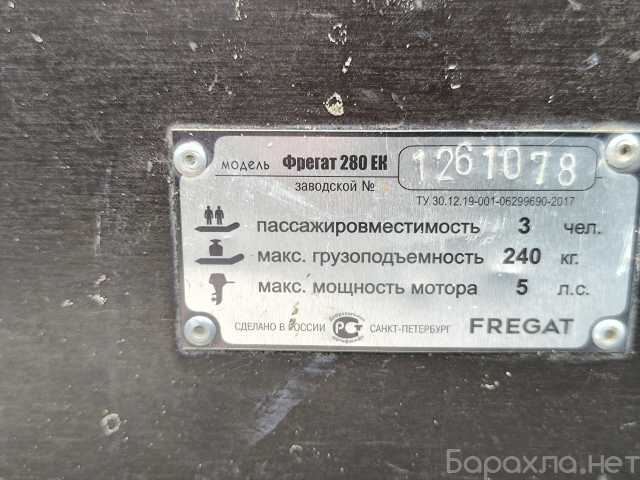 модель Фрегат 280 ЕК 1261078
заводской №
ТУ 30.12.19-001-06299690-2017
пассажировместимость 3 чел.
макс. грузоподъемность 240 кг.
макс. мощность мотора 5 л.с.
СДЕЛАНО В РОССИИ РСТ САНКТ-ПЕТЕРБУРГ FREGAT
Барахла.нет